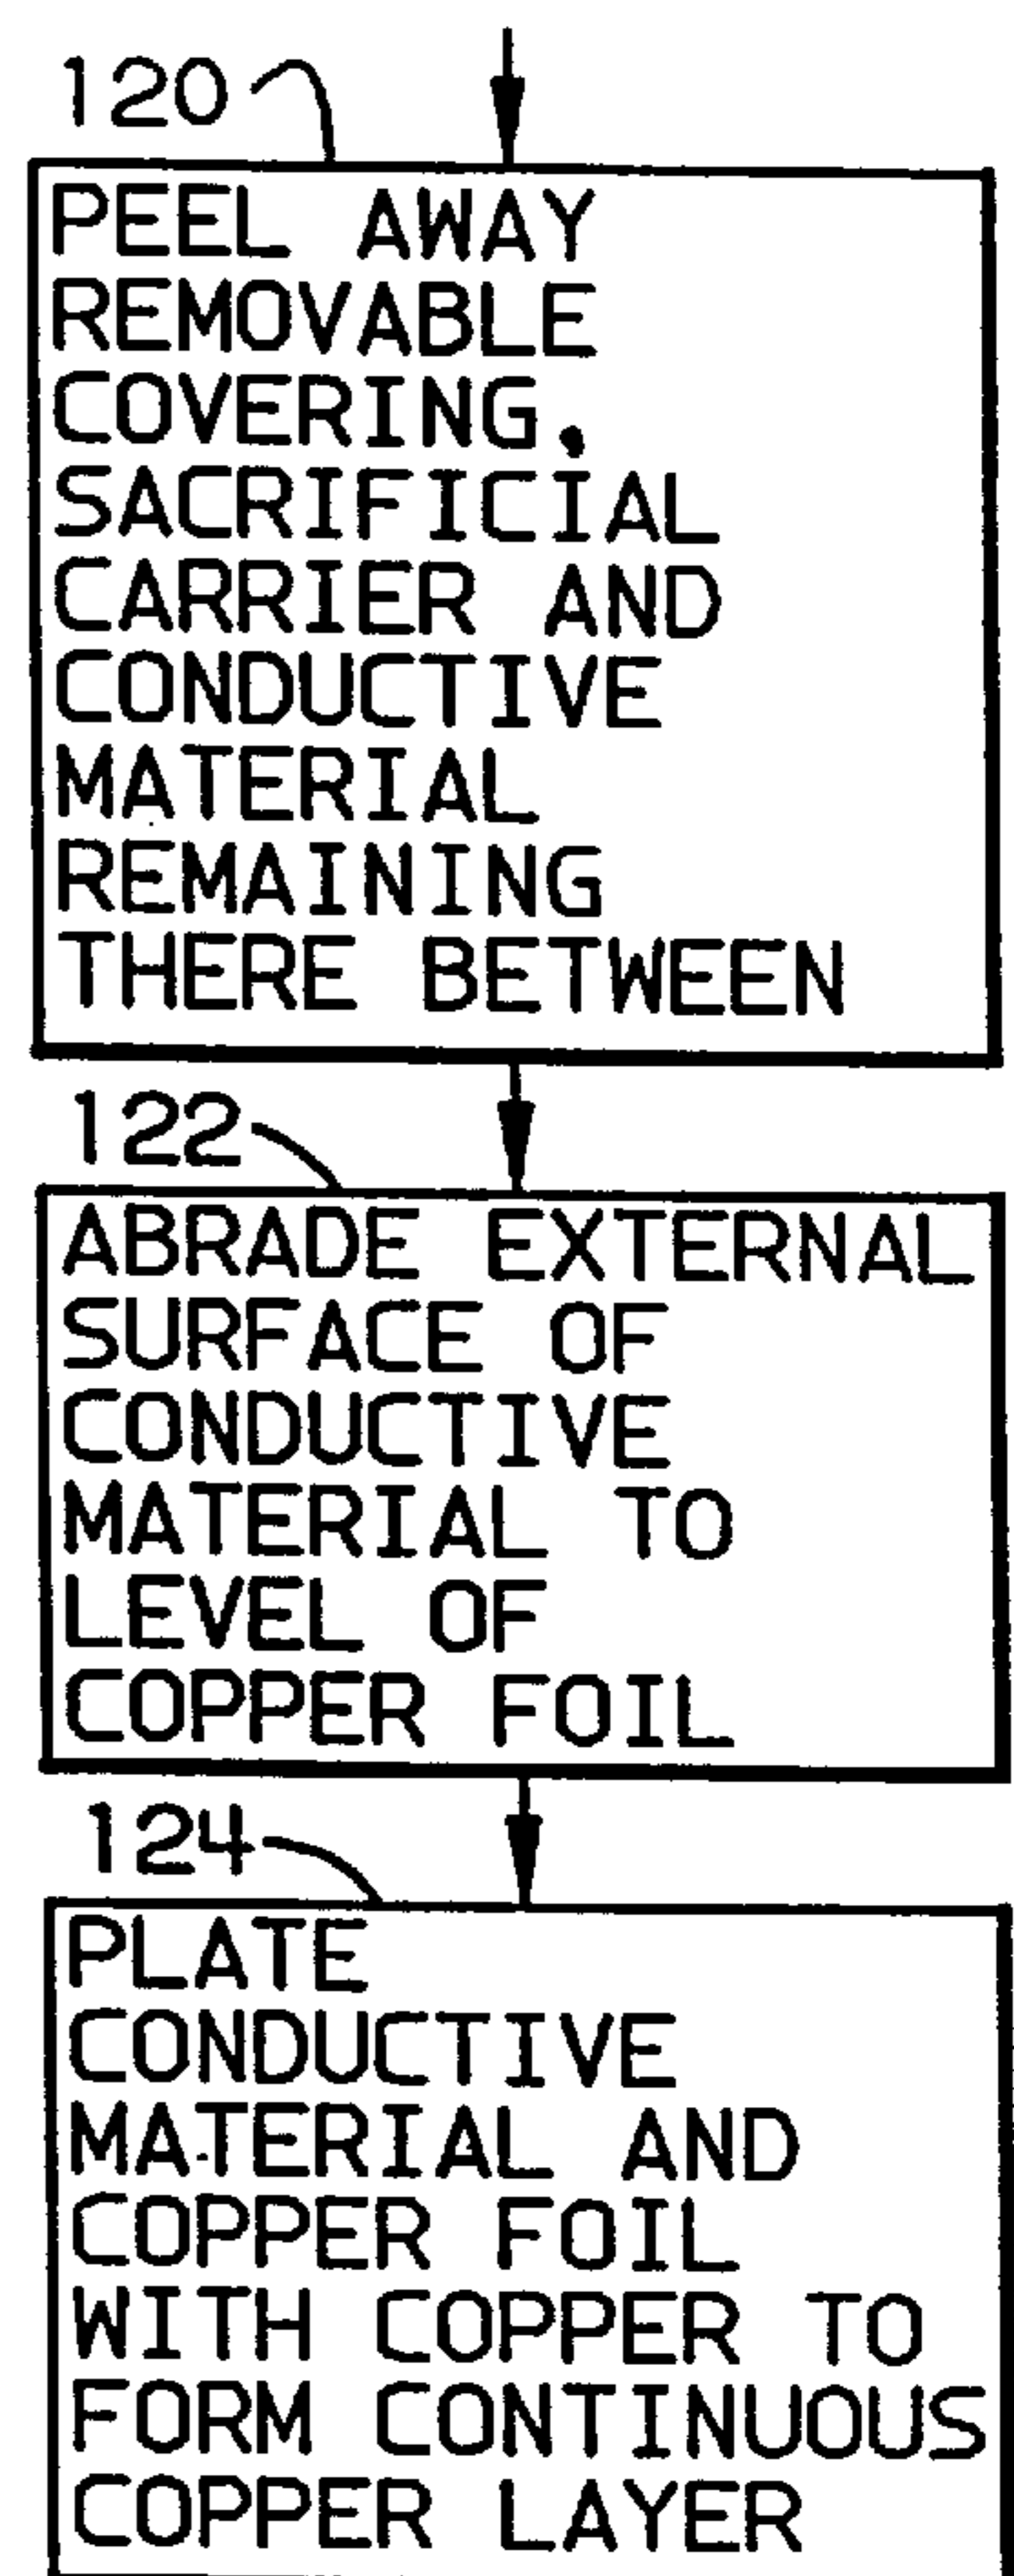 120
PEEL AWAY
REMOVABLE
COVERING.
SACRIFICIAL
CARRIER AND
CONDUCTIVE
MATERIAL
REMAINING
THERE BETWEEN
122
ABRADE EXTERNAL
SURFACE OF
CONDUCTIVE
MATERIAL TO
LEVEL OF
COPPER FOIL
124
PLATE
CONDUCTIVE
MATERIAL AND
COPPER FOIL
WITH COPPER TO
FORM CONTINUOUS
COPPER LAYER